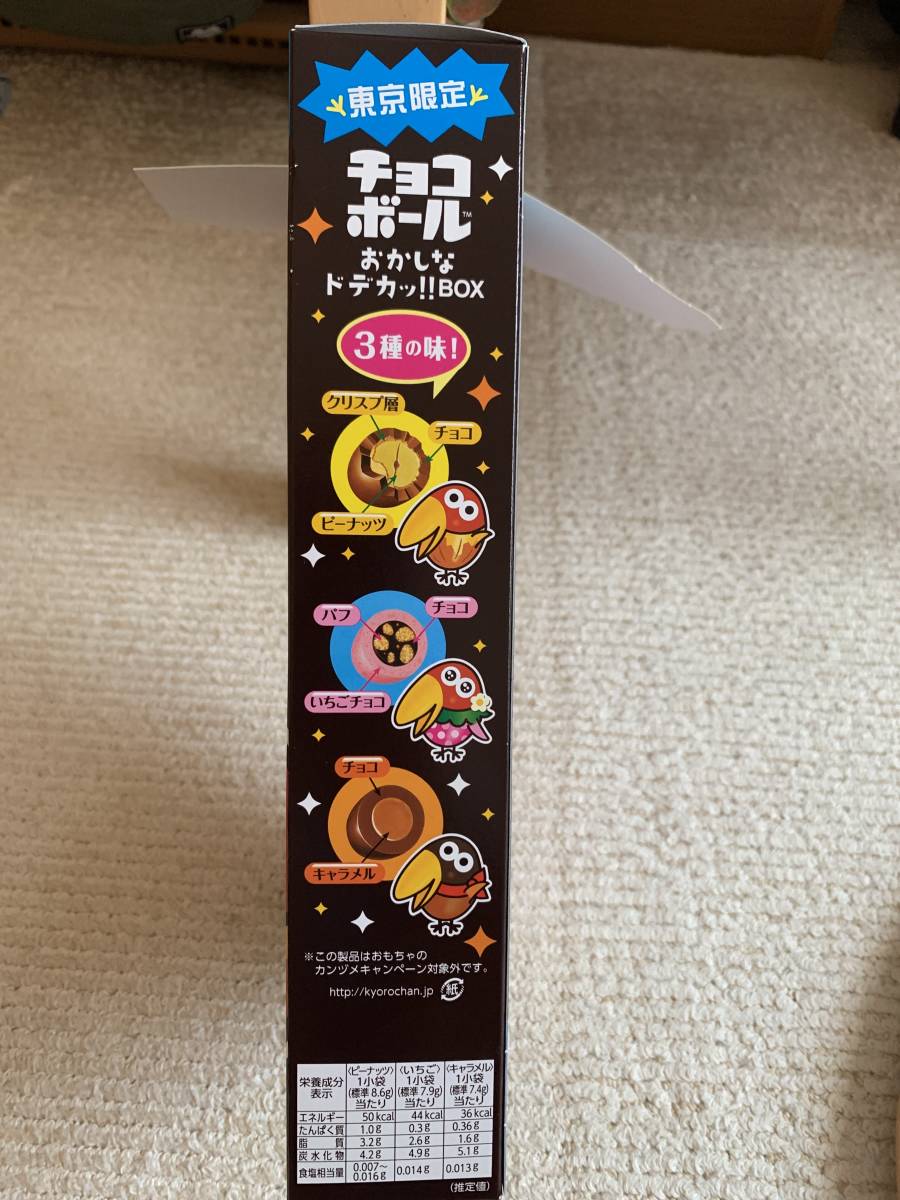 東京限定
チョコ
ボール™
おかしな
ドデカッ!!BOX
3種の味!
クリスプ層
チョコ
ピーナッツ
パフ
チョコ
いちごチョコ
チョコ
キャラメル
※この製品はおもちゃの
カンヅメキャンペーン対象外です。
http://kyorochan.jp 紙
栄養成分表示 〈ピーナッツ〉1小袋(標準8.6g)当たり 〈いちご〉1小袋(標準7.9g)当たり 〈キャラメル〉1小袋(標準7.4g)当たり
エネルギー 50kcal 44kcal 36kcal
たんぱく質 1.0g 0.3g 0.36g
脂質 3.2g 2.6g 1.6g
炭水化物 4.2g 4.9g 5.1g
食塩相当量 0.007〜0.016g 0.014g 0.013g
(推定値)